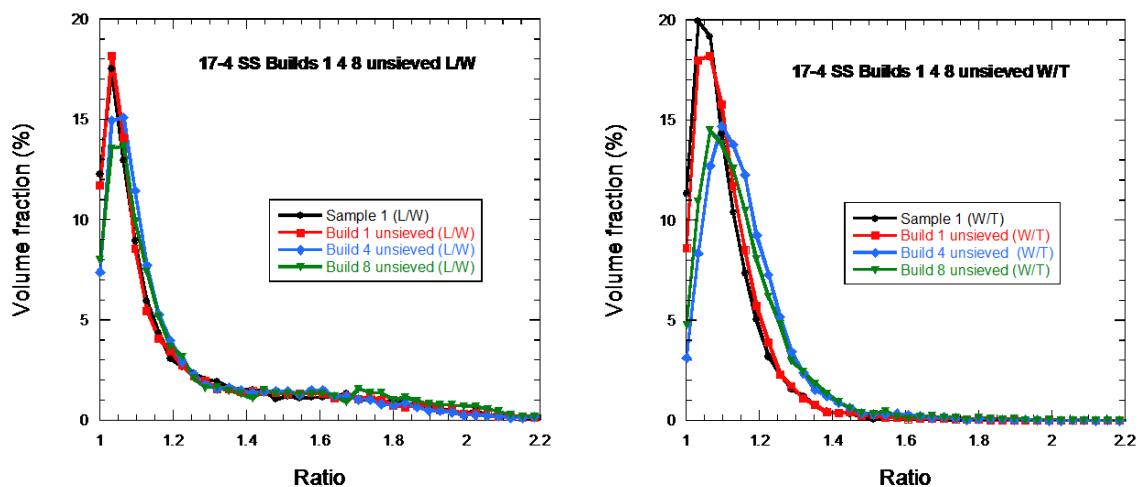 17-4 SS Builds 1 4 8 unsieved L/W
Volume fraction (%)
20
15
10
5
0
Sample 1 (L/W)
Build 1 unsieved (L/W)
Build 4 unsieved (L/W)
Build 8 unsieved (L/W)
1 1.2 1.4 1.6 1.8 2 2.2
Ratio
17-4 SS Builds 1 4 8 unsieved W/T
Volume fraction (%)
20
15
10
5
0
Sample 1 (W/T)
Build 1 unsieved (W/T)
Build 4 unsieved (W/T)
Build 8 unsieved (W/T)
1 1.2 1.4 1.6 1.8 2 2.2
Ratio